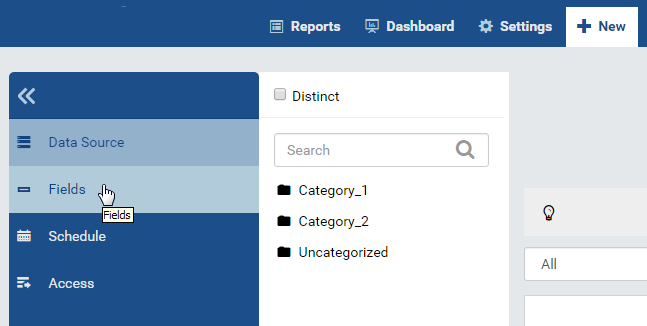 Reports Dashboard Settings New
Distinct
Data Source
Search
Fields
Category_1
Fields
Category_2
Schedule
Uncategorized
All
Access